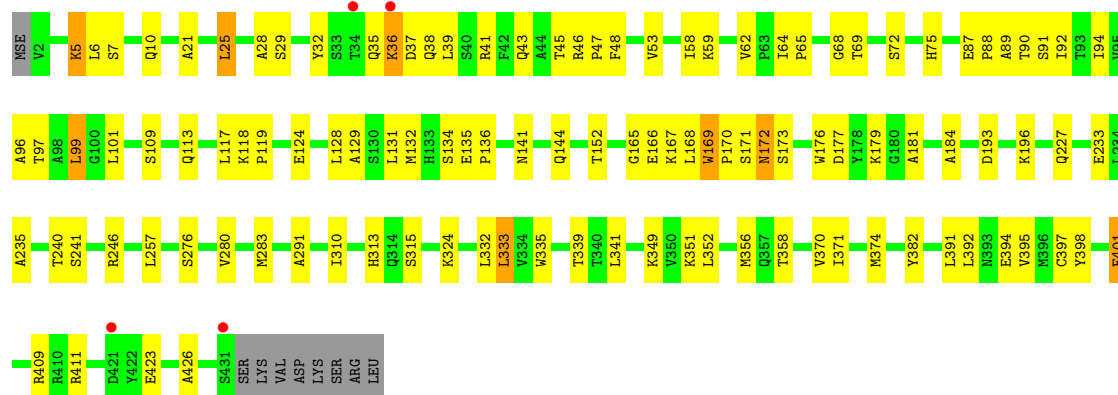 MSE V2 K5 L6 S7 Q10 A21 L25 A28 S29 Y32 S33 T34 Q35 K36 D37 Q38 L39 S40 R41 F42 Q43 A44 T45 R46 P47 F48 V53 I58 K59 V62 P63 I64 P65 G68 T69 S72 H75 E87 P88 A89 T90 S91 I92 T93 I94 V95
A96 T97 A98 L99 G100 L101 S109 Q113 L117 K118 P119 E124 L128 A129 S130 L131 M132 H133 S134 E135 P136 N141 Q144 T152 G165 E166 K167 L168 W169 D170 S171 N172 S173 W176 D177 Y178 K179 G180 A181 A184 D193 K196 Q227 E233 L234
A235 T240 S241 R246 L257 S276 V280 M283 A291 I310 H313 Q314 S315 K324 L332 L333 V334 W335 T339 T340 L341 K349 V350 K351 L352 M356 Q357 T358 V370 I371 M374 Y382 L391 L392 N393 E394 V395 M396 C397 Y398
R409 R410 R411 D421 Y422 E423 A426 S431 SER LYS VAL ASP LYS SER ARG LEU